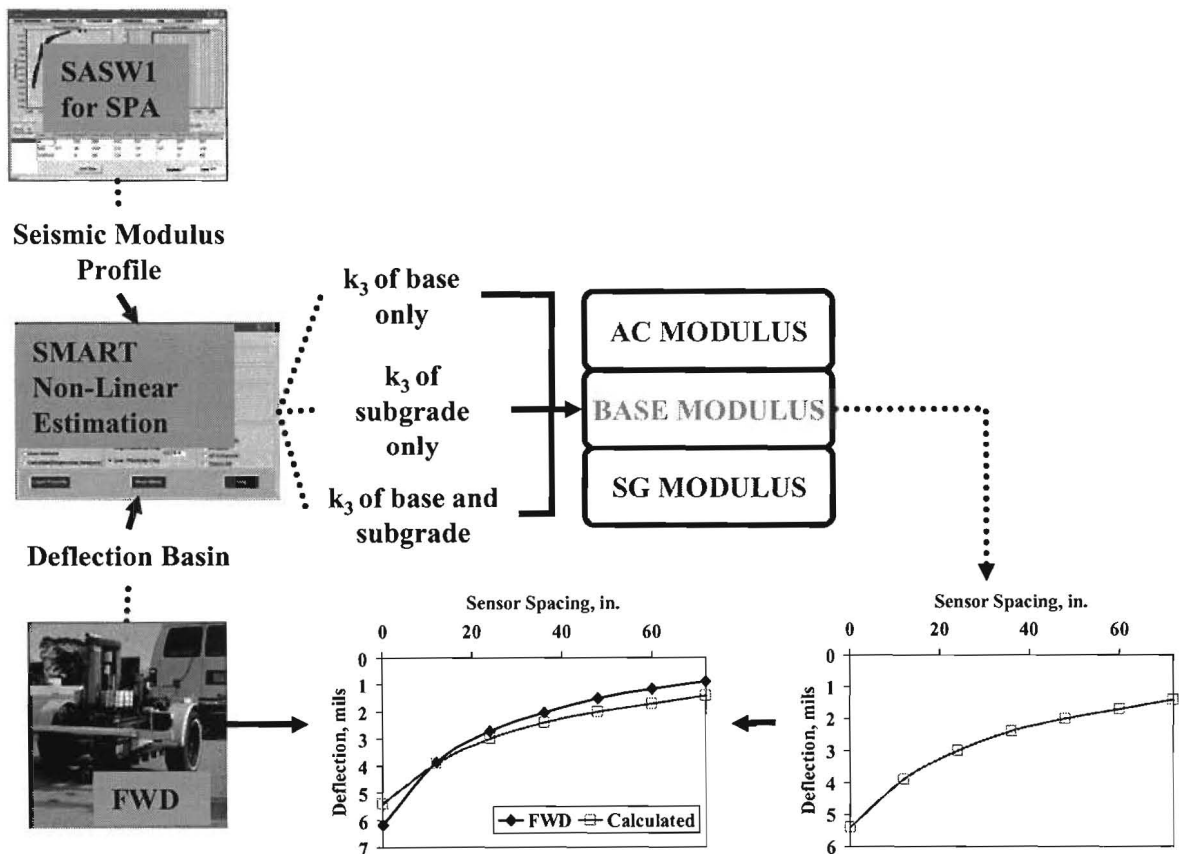 SASW1
for SPA
Seismic Modulus
Profile
SMART
Non-Linear
Estimation
Deflection Basin
FWD
k₃ of base
only
k₃ of
subgrade
only
k₃ of base and
subgrade
AC MODULUS
BASE MODULUS
SG MODULUS
Sensor Spacing, in.
0 20 40 60
Deflection, mils
0
1
2
3
4
5
6
7
FWD Calculated
Sensor Spacing, in.
0 20 40 60
Deflection, mils
0
1
2
3
4
5
6